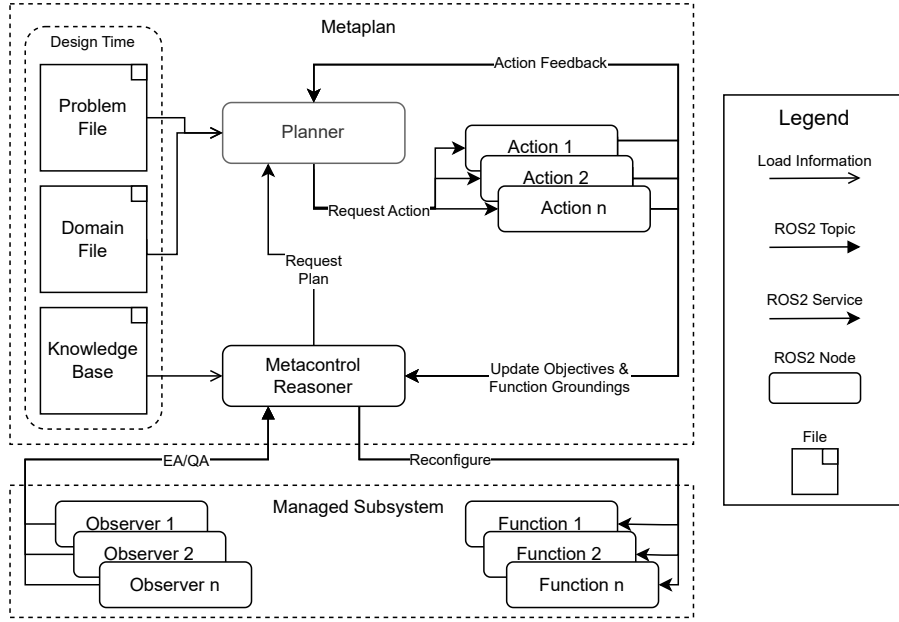 Metaplan
Design Time
Problem
File
Domain
File
Knowledge
Base
Planner
Action Feedback
Action 1
Action 2
Action n
Request Action
Request
Plan
Metacontrol
Reasoner
Update Objectives &
Function Groundings
EA/QA
Reconfigure
Managed Subsystem
Observer 1
Observer 2
Observer n
Function 1
Function 2
Function n
Legend
Load Information
ROS2 Topic
ROS2 Service
ROS2 Node
File